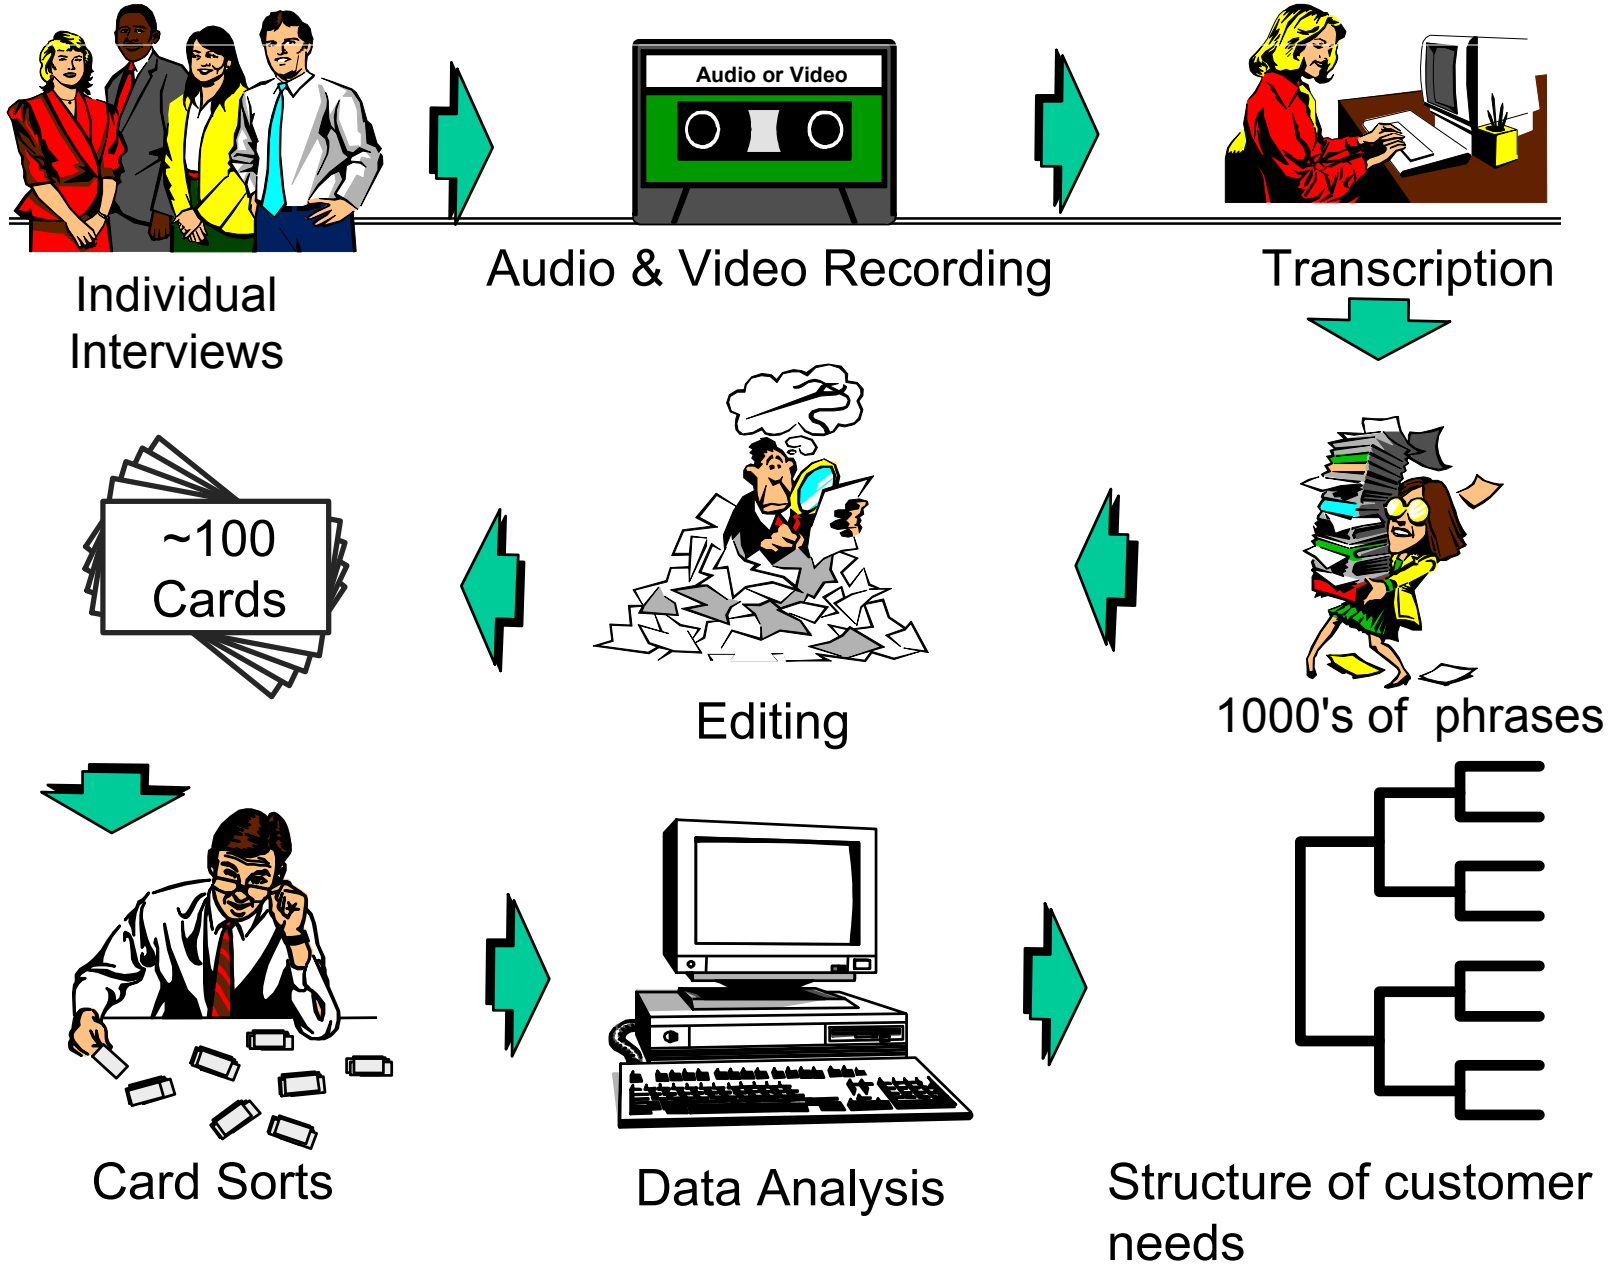 Audio or Video
Individual
Interviews
Audio & Video Recording
Transcription
~100
Cards
Editing
1000's of  phrases
Card Sorts
Data Analysis
Structure of customer
needs